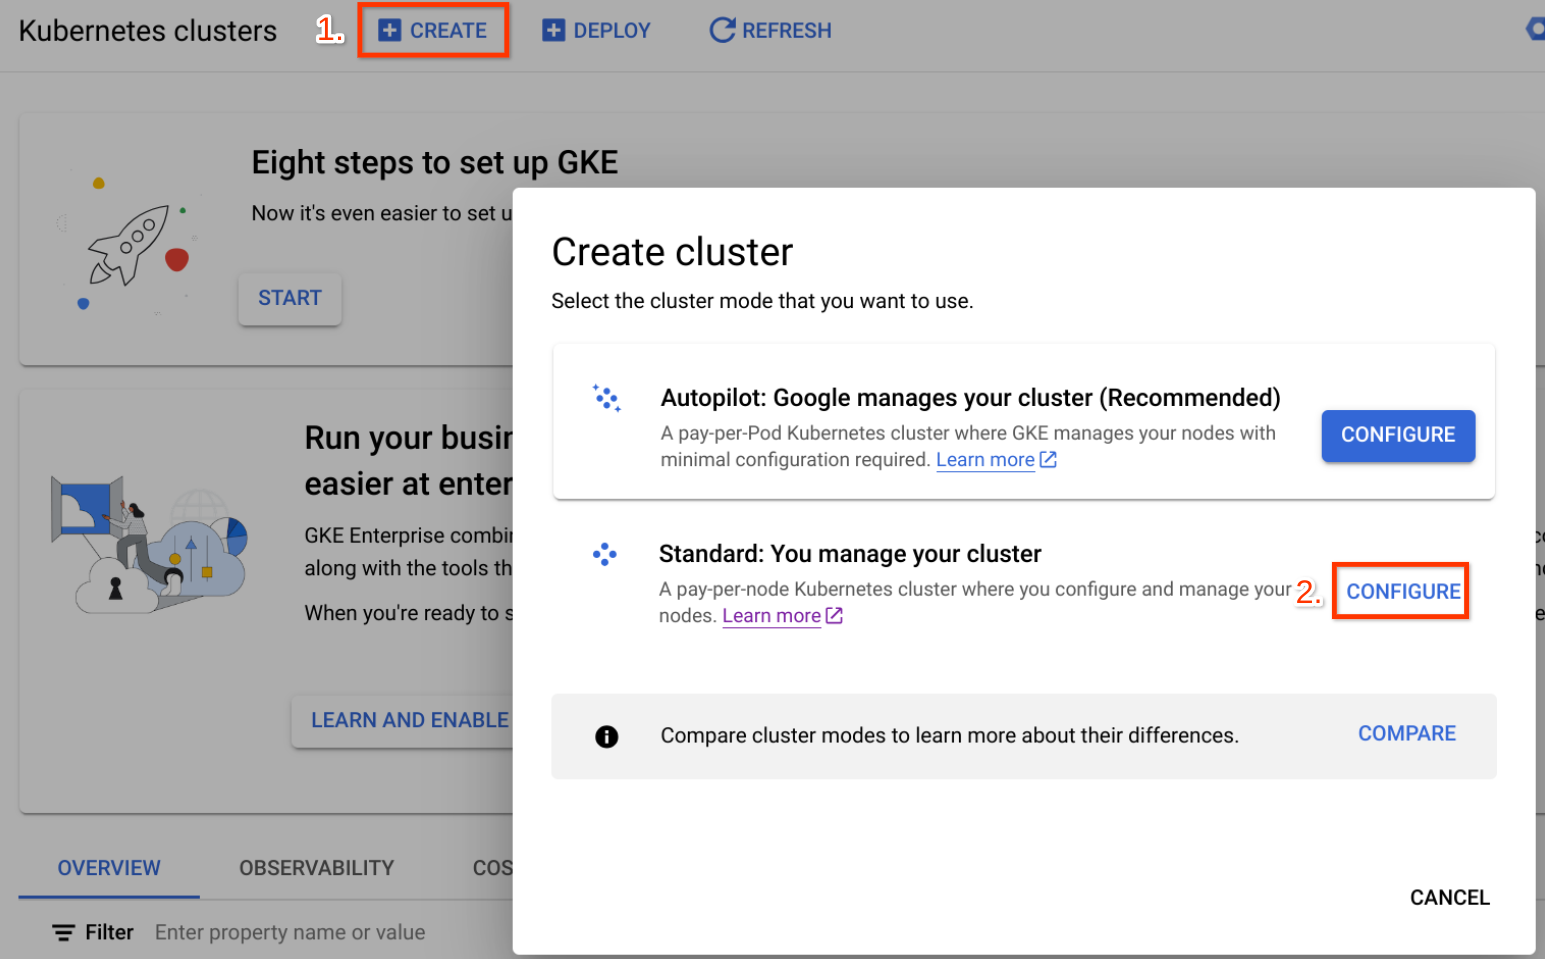 Kubernetes clusters
1.
CREATE
DEPLOY
REFRESH
Eight steps to set up GKE
Now it's even easier to set u
START
Run your busin
easier at enter
GKE Enterprise combin
along with the tools th
When you're ready to s
LEARN AND ENABLE
OVERVIEW
OBSERVABILITY
COS
Filter
Enter property name or value
Create cluster
Select the cluster mode that you want to use.
Autopilot: Google manages your cluster (Recommended)
A pay-per-Pod Kubernetes cluster where GKE manages your nodes with
minimal configuration required. Learn more
CONFIGURE
Standard: You manage your cluster
A pay-per-node Kubernetes cluster where you configure and manage your
nodes. Learn more
2.
CONFIGURE
Compare cluster modes to learn more about their differences.
COMPARE
CANCEL